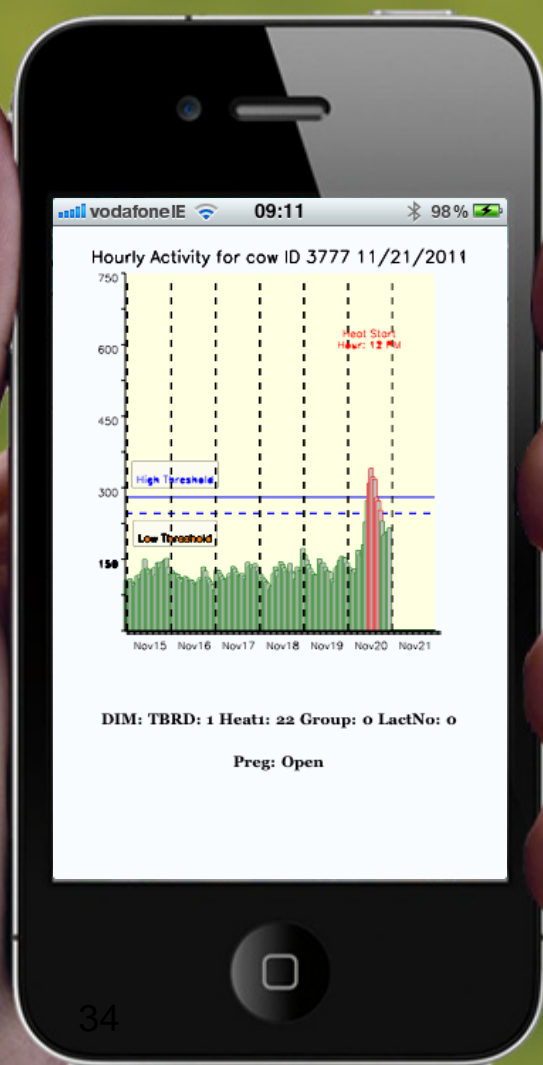 vodafoneIE 09:11 98%
Hourly Activity for cow ID 3777 11/21/2011
750
Heat Start
Hour: 12 PM
600
450
High Threshold
300
Low Threshold
150
Nov15 Nov16 Nov17 Nov18 Nov19 Nov20 Nov21
DIM: TBRD: 1 Heat1: 22 Group: 0 LactNo: 0
Preg: Open
34